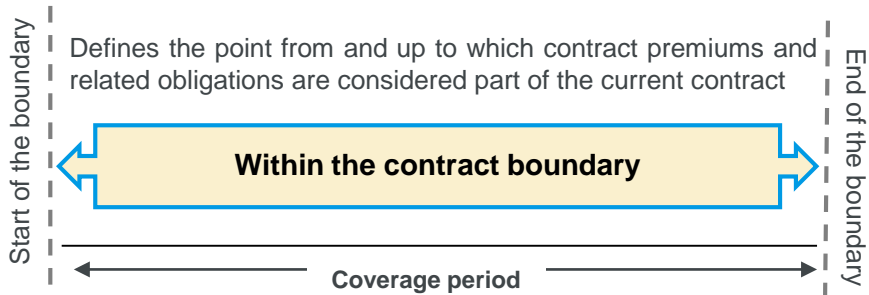 Start of the boundary
Defines the point from and up to which contract premiums and
related obligations are considered part of the current contract
Within the contract boundary
Coverage period
End of the boundary